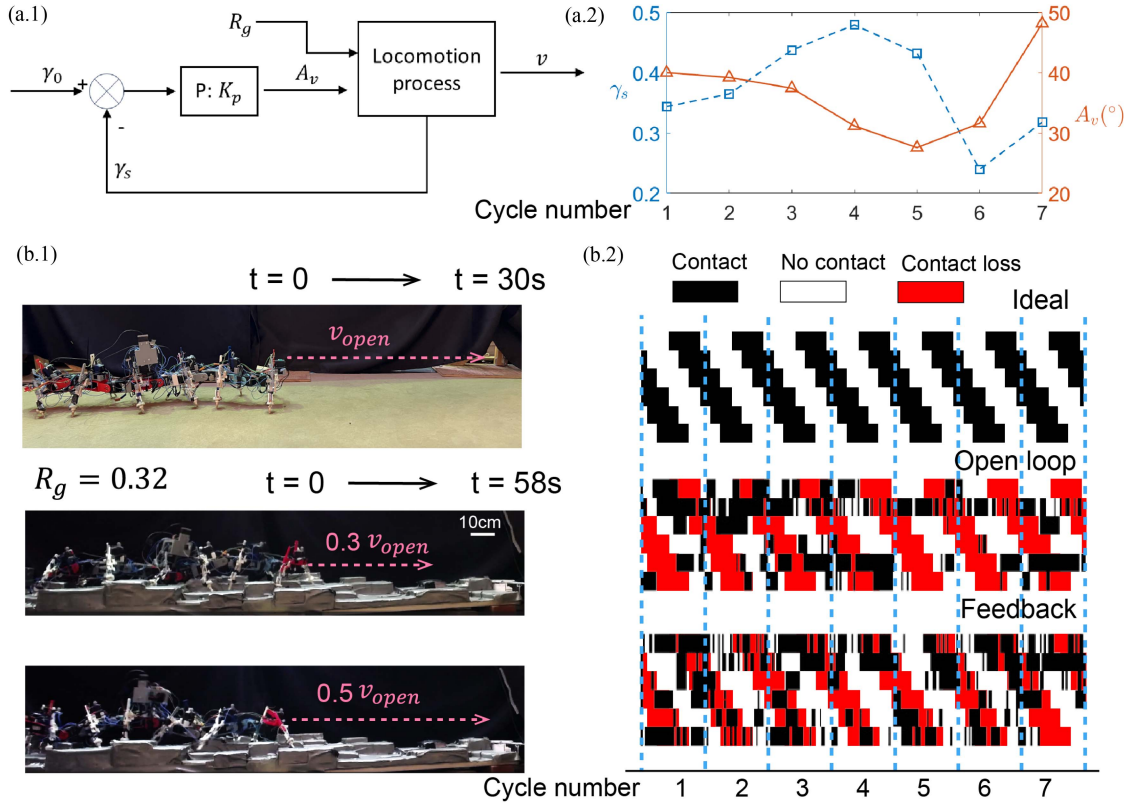 (a.1)
R_g
γ_0
+
-
P: K_p
A_v
Locomotion
process
v
γ_s
(a.2)
0.5
0.4
0.3
0.2
γ_s
50
40
30
20
A_v(°)
Cycle number
1 2 3 4 5 6 7
(b.1)
t = 0
t = 30s
v_open
R_g = 0.32
t = 0
t = 58s
10cm
0.3 v_open
0.5 v_open
(b.2)
Contact
No contact
Contact loss
Ideal
Open loop
Feedback
Cycle number
1 2 3 4 5 6 7